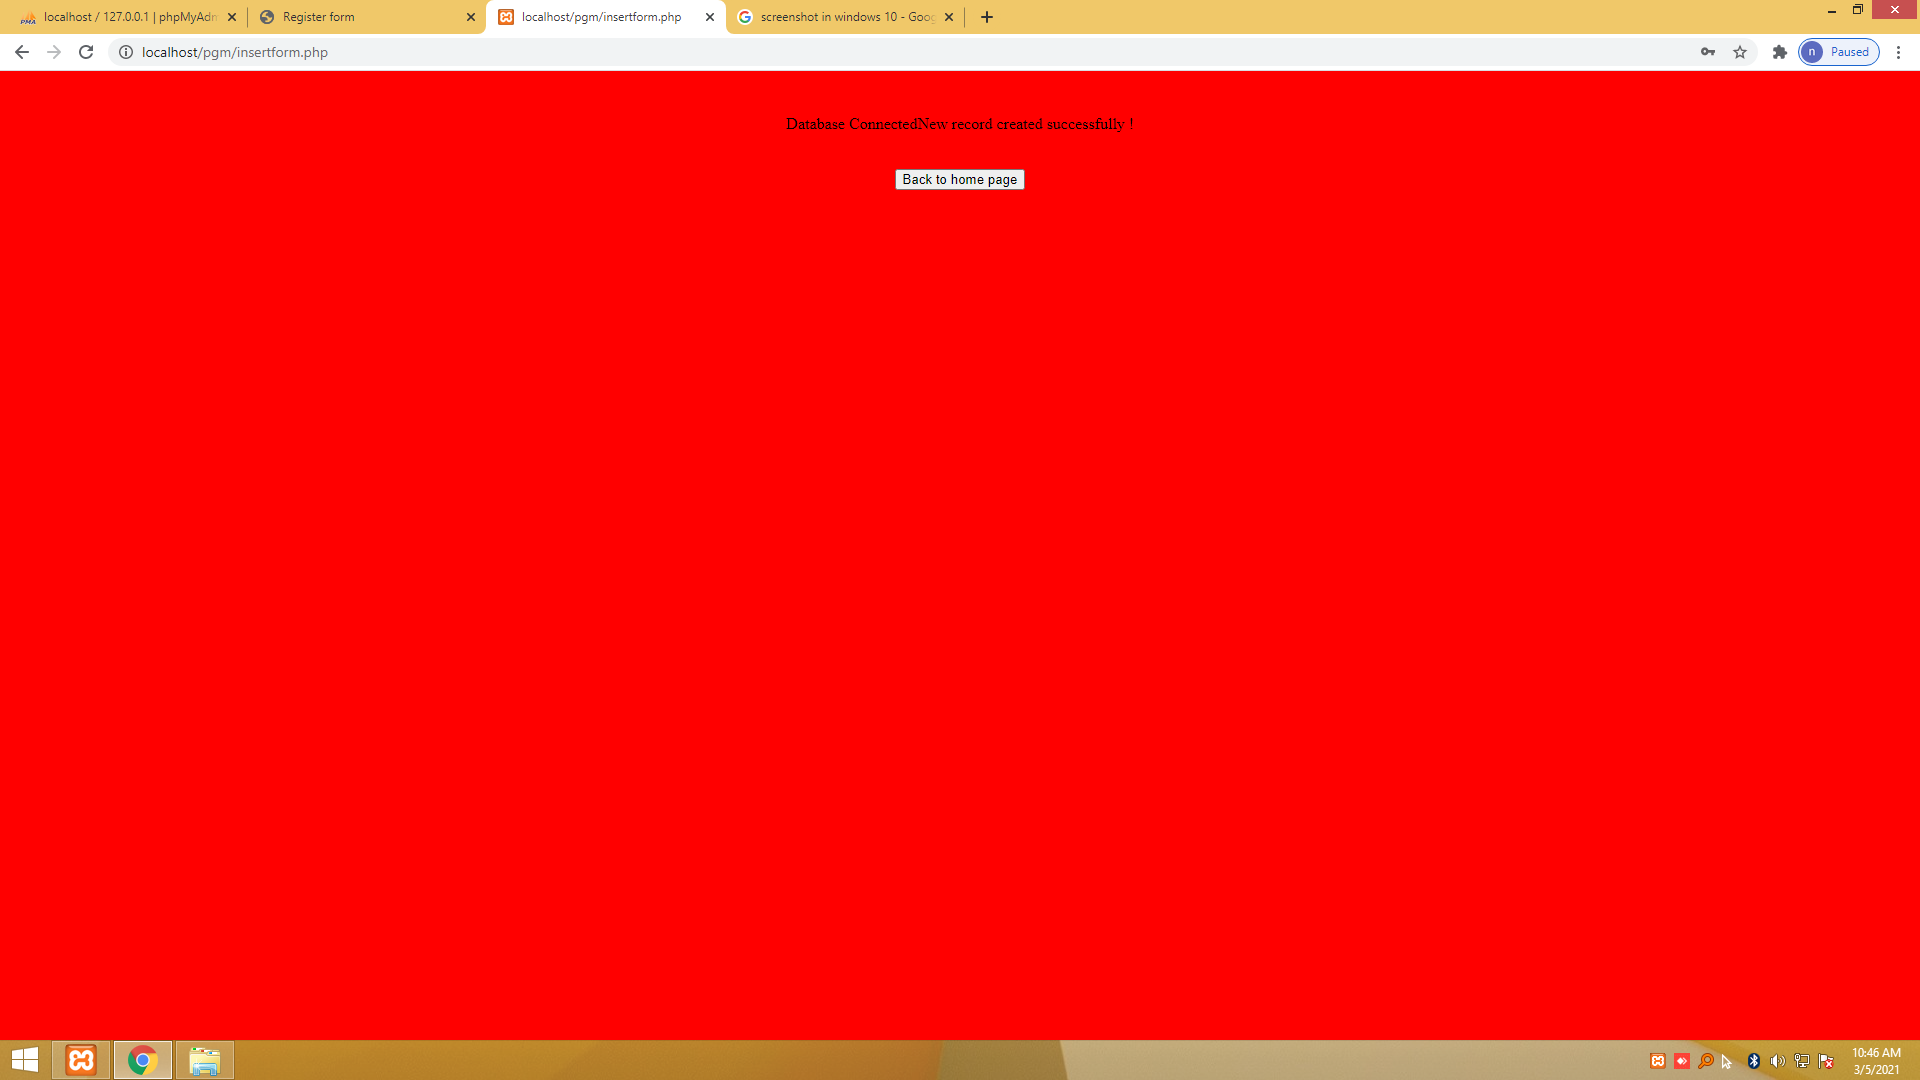 localhost / 127.0.0.1 | phpMyAdm
Register form
localhost/pgm/insertform.php
screenshot in windows 10 - Goog
localhost/pgm/insertform.php
n
Paused
Database ConnectedNew record created successfully !
Back to home page
10:46 AM
3/5/2021